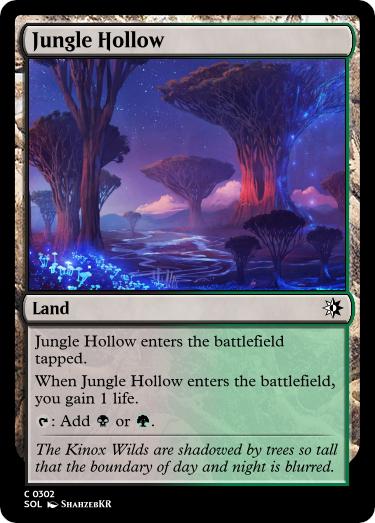 Jungle Hollow
Land
Jungle Hollow enters the battlefield
tapped.
When Jungle Hollow enters the battlefield,
you gain 1 life.
: Add or .
The Kinox Wilds are shadowed by trees so tall
that the boundary of day and night is blurred.
C 0302
SOL ShahzebKR